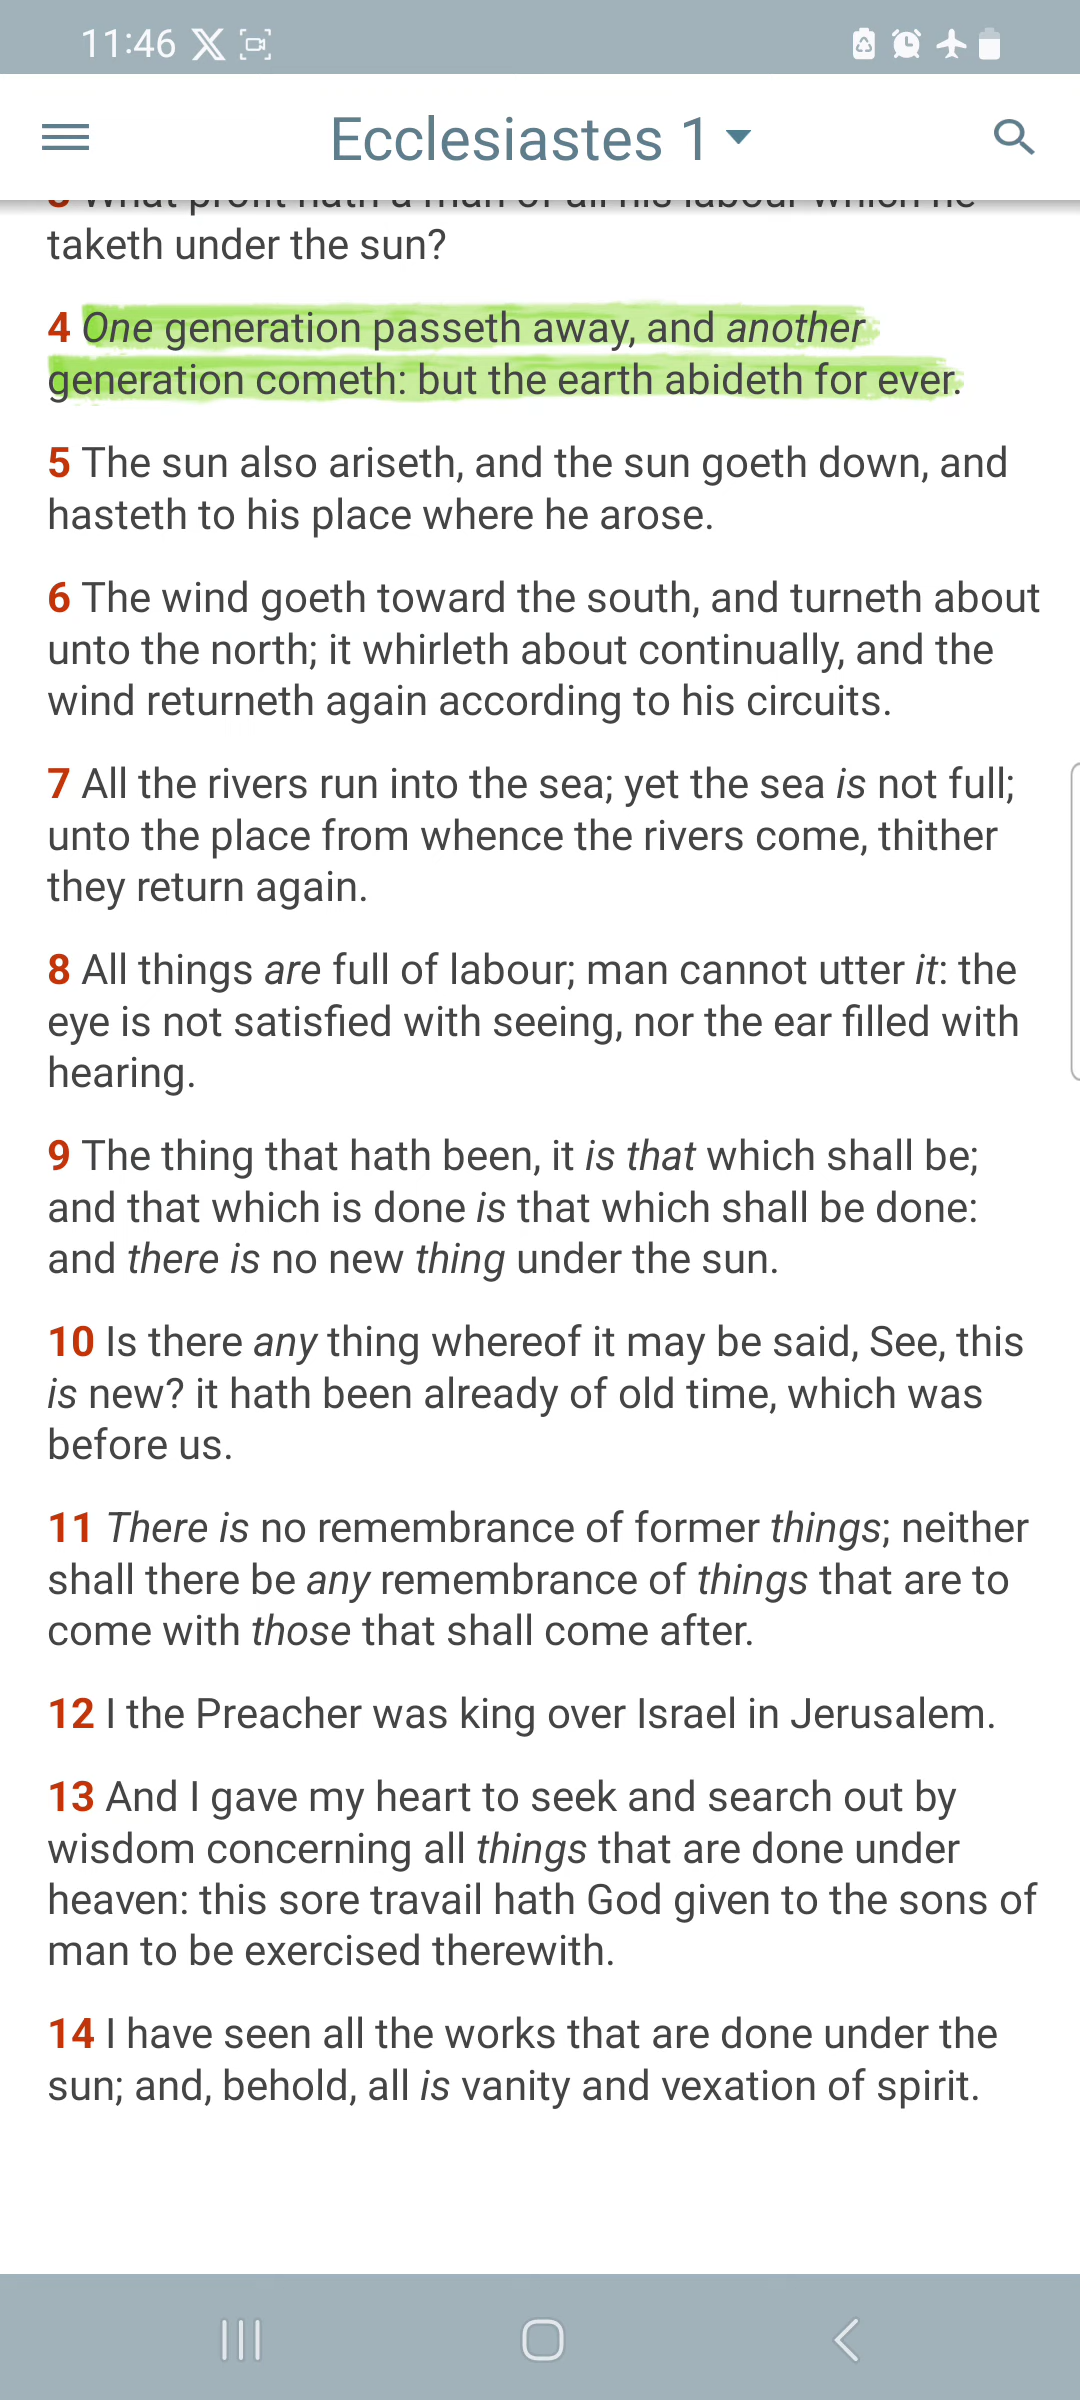 11:46
Ecclesiastes 1
3 What profit hath a man of all his labour which he
taketh under the sun?
4 One generation passeth away, and another
generation cometh: but the earth abideth for ever.
5 The sun also ariseth, and the sun goeth down, and
hasteth to his place where he arose.
6 The wind goeth toward the south, and turneth about
unto the north; it whirleth about continually, and the
wind returneth again according to his circuits.
7 All the rivers run into the sea; yet the sea is not full;
unto the place from whence the rivers come, thither
they return again.
8 All things are full of labour; man cannot utter it: the
eye is not satisfied with seeing, nor the ear filled with
hearing.
9 The thing that hath been, it is that which shall be;
and that which is done is that which shall be done:
and there is no new thing under the sun.
10 Is there any thing whereof it may be said, See, this
is new? it hath been already of old time, which was
before us.
11 There is no remembrance of former things; neither
shall there be any remembrance of things that are to
come with those that shall come after.
12 I the Preacher was king over Israel in Jerusalem.
13 And I gave my heart to seek and search out by
wisdom concerning all things that are done under
heaven: this sore travail hath God given to the sons of
man to be exercised therewith.
14 I have seen all the works that are done under the
sun; and, behold, all is vanity and vexation of spirit.